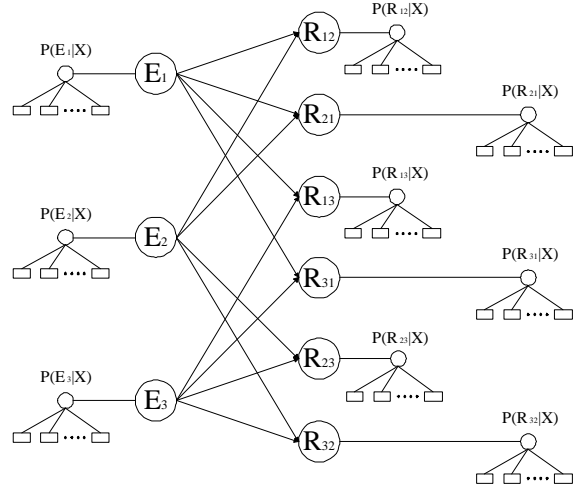 P(R12|X)
R12
P(E1|X)
E1
P(R21|X)
R21
P(R13|X)
R13
P(E2|X)
E2
P(R31|X)
R31
P(R23|X)
R23
P(E3|X)
E3
P(R32|X)
R32